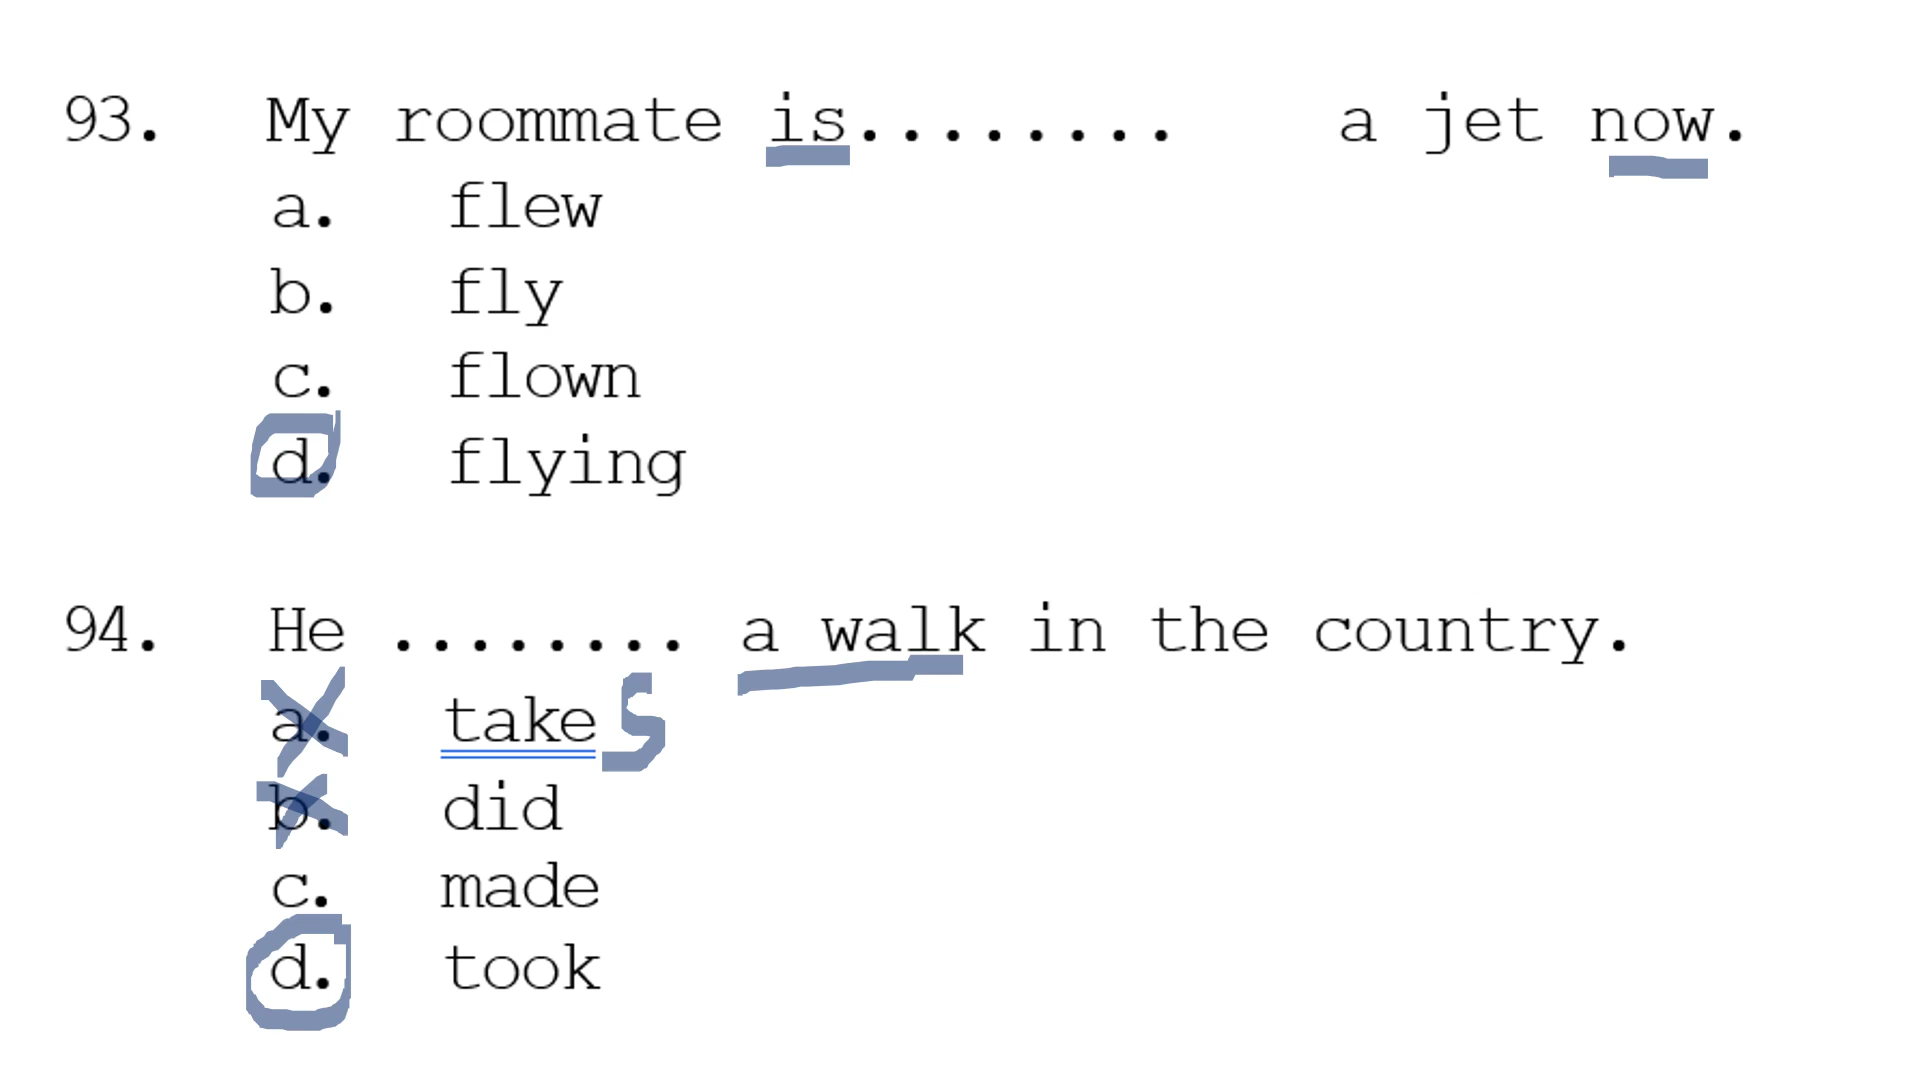 93. My roommate is........ a jet now.
a. flew
b. fly
c. flown
d. flying
94. He ........ a walk in the country.
a. take S
b. did
c. made
d. took